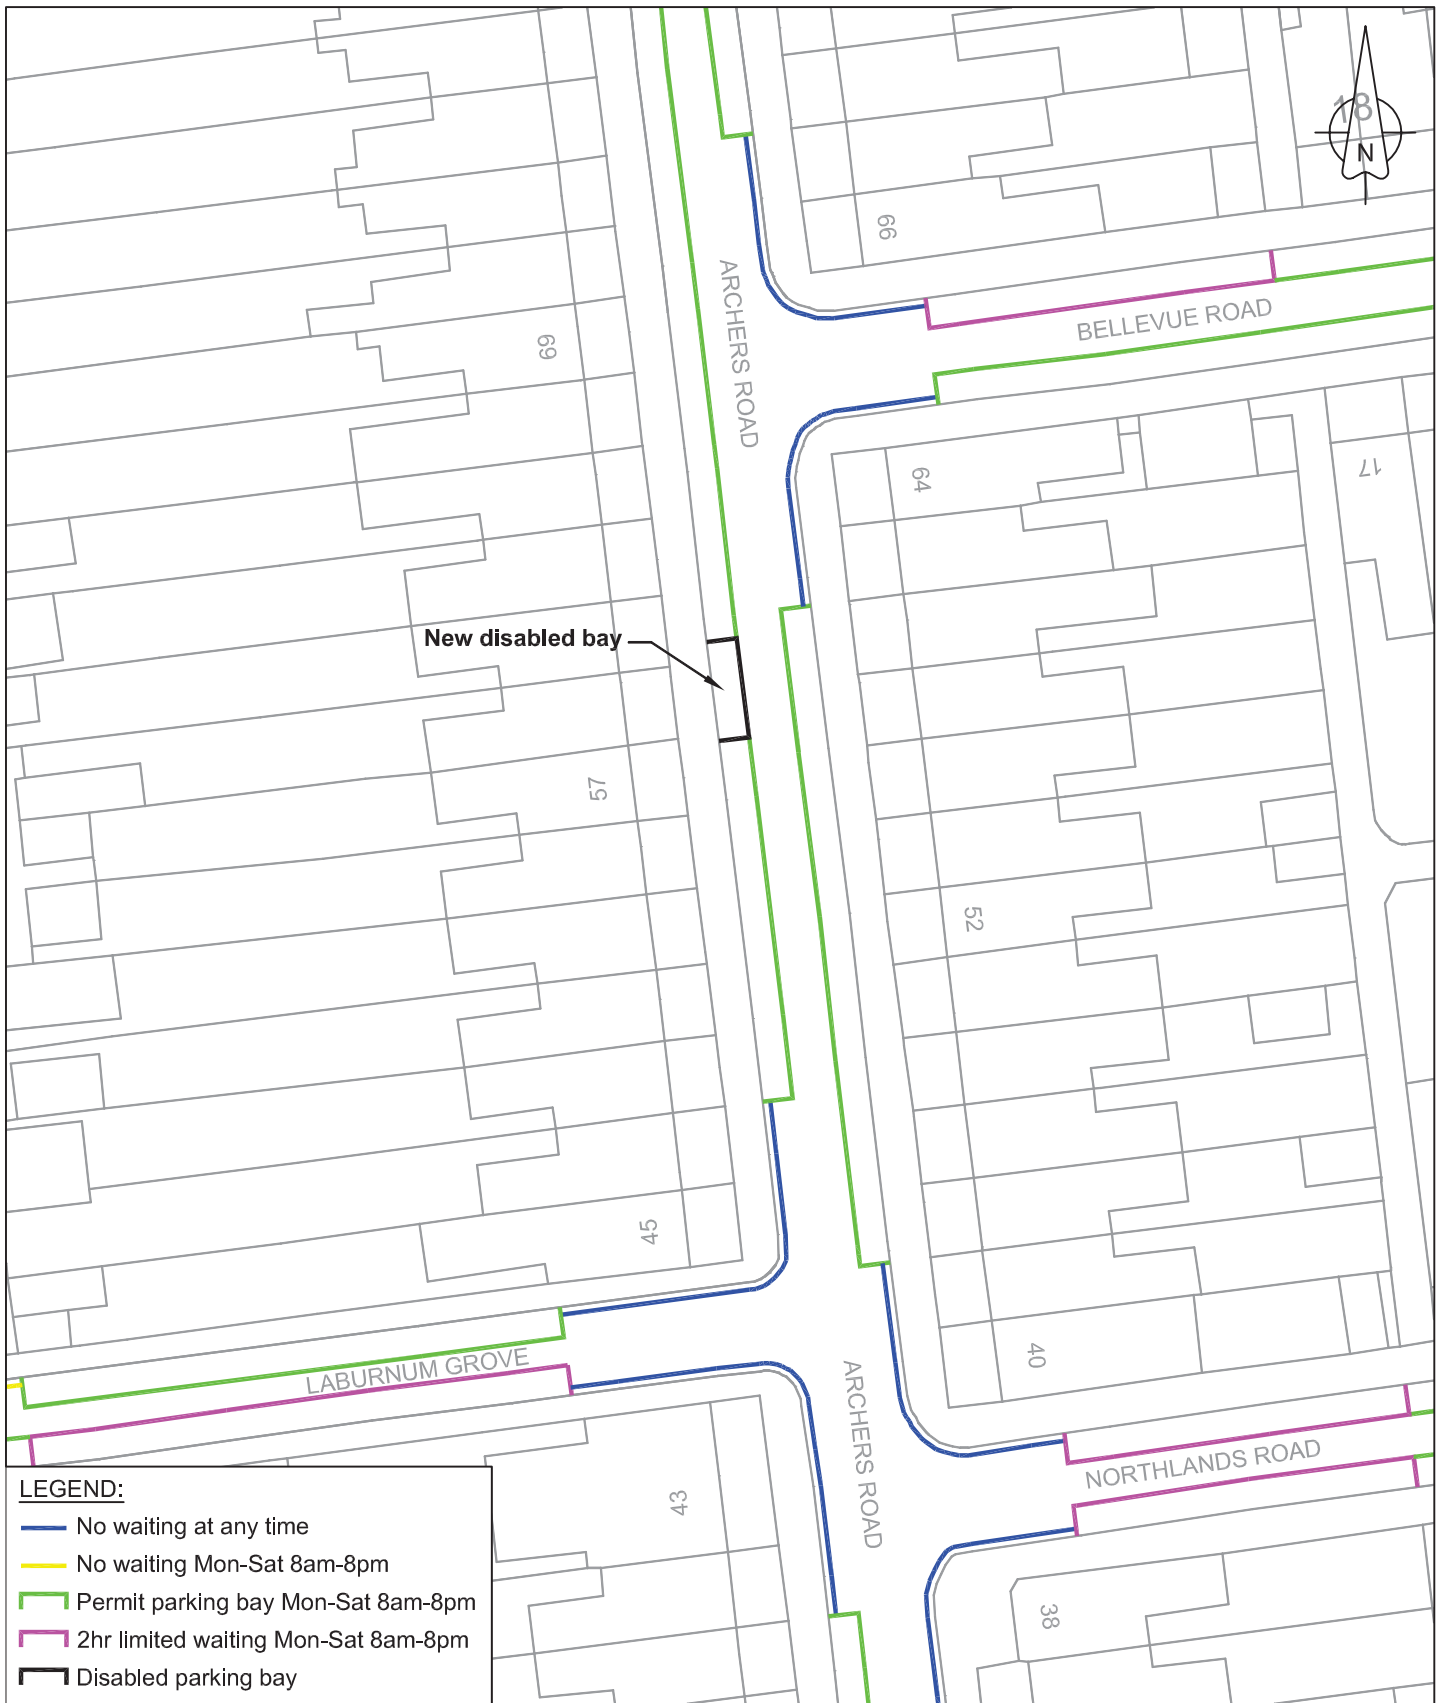 18
N
66
ARCHERS ROAD
BELLEVUE ROAD
69
64
17
New disabled bay
57
52
45
40
LABURNUM GROVE
ARCHERS ROAD
NORTHLANDS ROAD
43
38
LEGEND:
No waiting at any time
No waiting Mon-Sat 8am-8pm
Permit parking bay Mon-Sat 8am-8pm
2hr limited waiting Mon-Sat 8am-8pm
Disabled parking bay